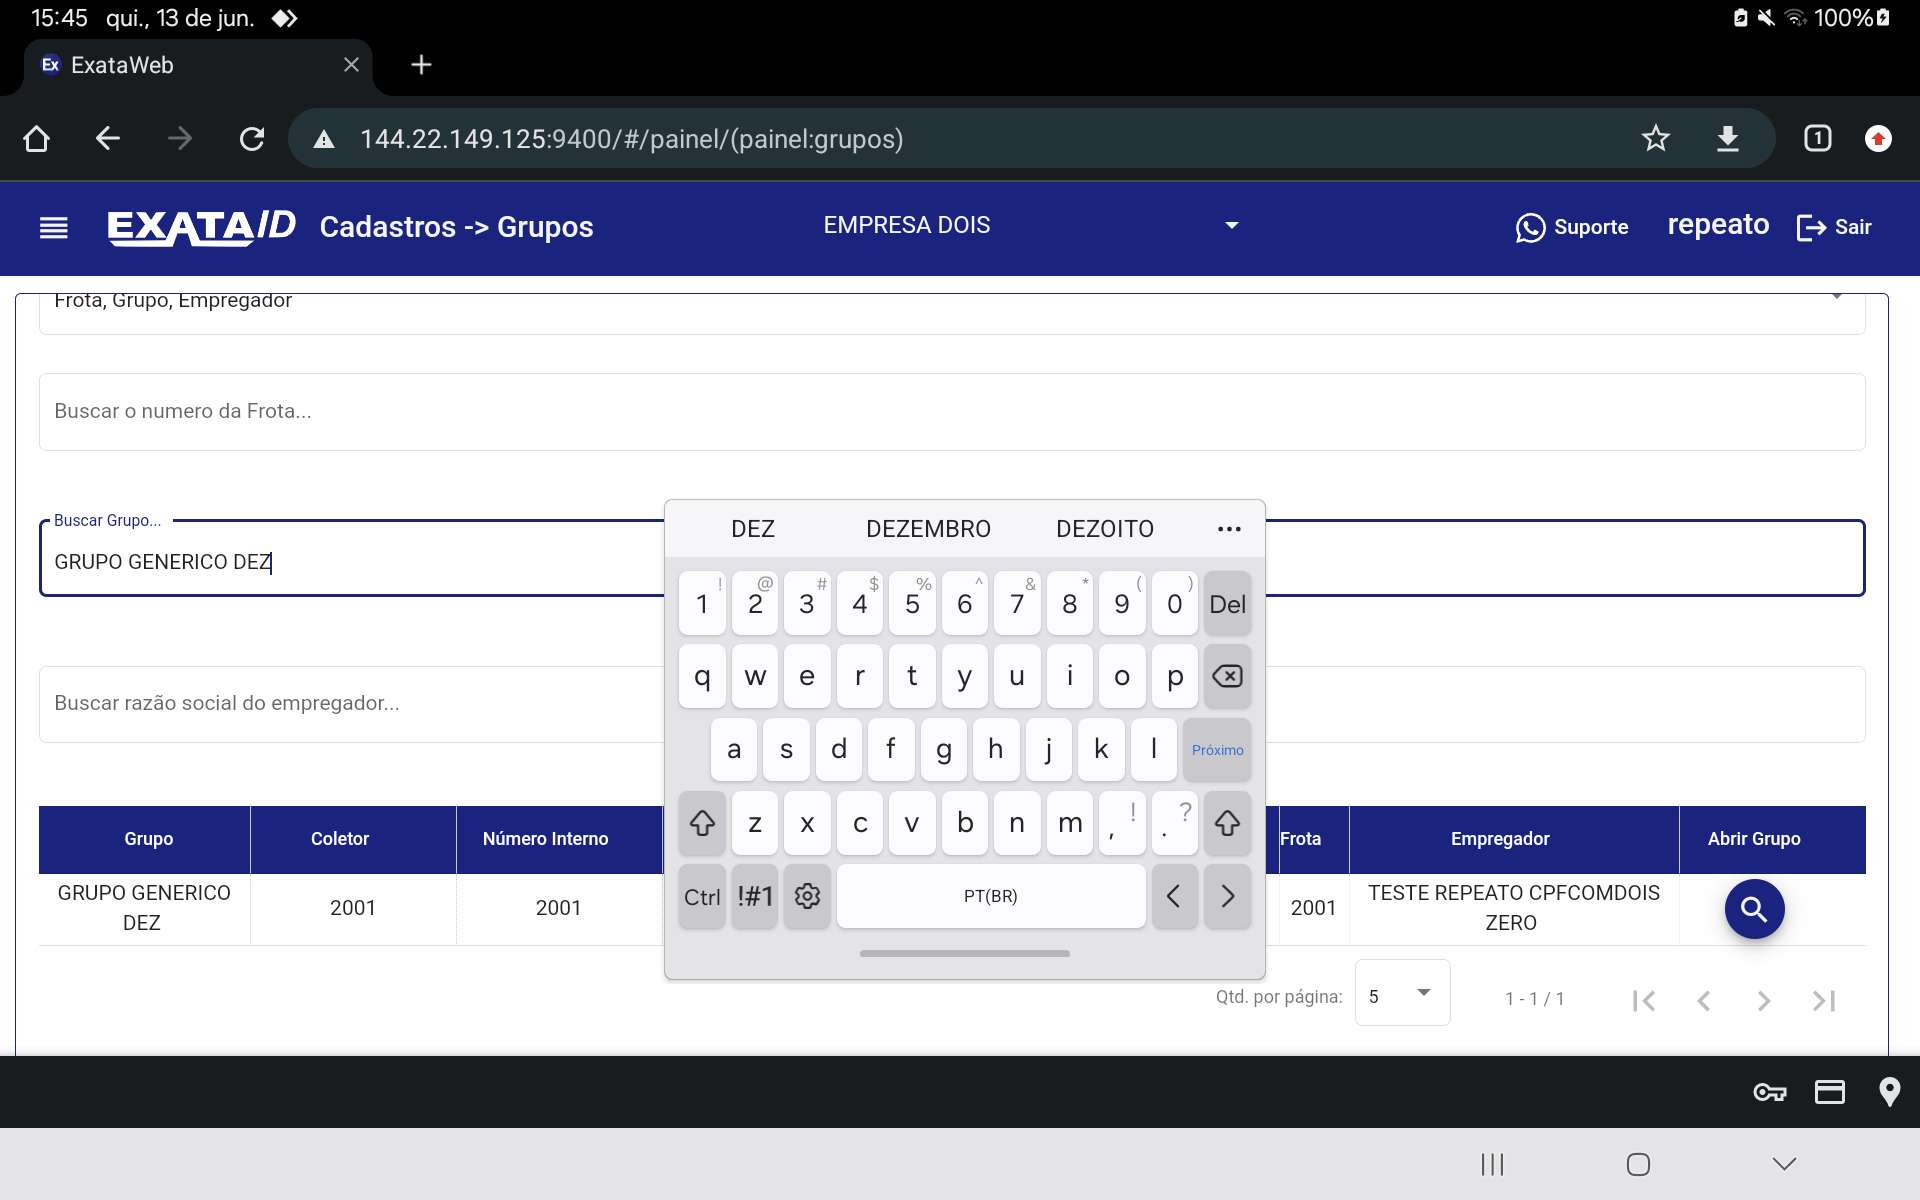 15:45 qui., 13 de jun. 100%
Ex ExataWeb
144.22.149.125:9400/#/painel/(painel:grupos) 1
EXATA ID Cadastros -> Grupos EMPRESA DOIS Suporte repeato Sair
Frota, Grupo, Empregador
Buscar o numero da Frota...
Buscar Grupo...
GRUPO GENERICO DEZ
Buscar razão social do empregador...
DEZ DEZEMBRO DEZOITO
! @ # $ % ^ & * ( )
1 2 3 4 5 6 7 8 9 0 Del
q w e r t y u i o p
a s d f g h j k l Próximo
z x c v b n m , ! . ?
Ctrl !#1 PT(BR) < >
Grupo Coletor Número Interno Frota Empregador Abrir Grupo
GRUPO GENERICO DEZ 2001 2001 2001 TESTE REPEATO CPFCOMDOIS ZERO
Qtd. por página: 5 1 - 1 / 1